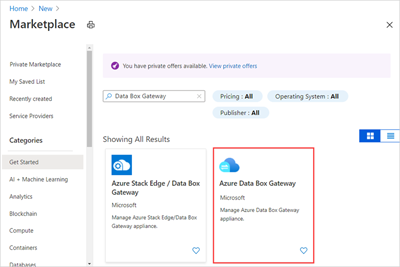 Home > New >
Marketplace
Private Marketplace
My Saved List
Recently created
Service Providers
Categories
Get Started
AI + Machine Learning
Analytics
Blockchain
Compute
Containers
Databases
You have private offers available. View private offers
Data Box Gateway
Pricing : All
Operating System : All
Publisher : All
Showing All Results
Azure Stack Edge / Data Box
Gateway
Microsoft
Manage Azure Stack Edge/Data Box
Gateway appliance.
Azure Data Box Gateway
Microsoft
Manage Azure Data Box Gateway
appliance.